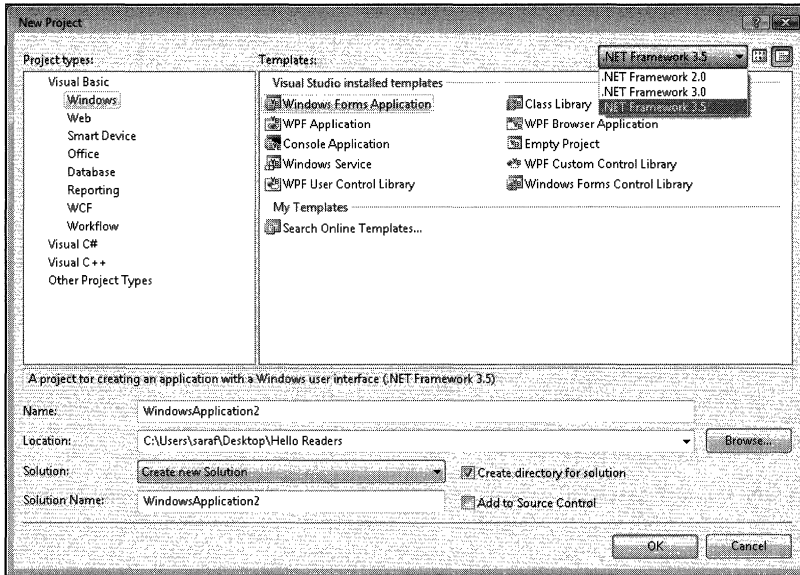 New Project
Project types:
Templates:
.NET Framework 3.5
.NET Framework 2.0
.NET Framework 3.0
.NET Framework 3.5
Visual Basic
Windows
Web
Smart Device
Office
Database
Reporting
WCF
Workflow
Visual C#
Visual C++
Other Project Types
Visual Studio installed templates
Windows Forms Application
Class Library
WPF Application
WPF Browser Application
Console Application
Empty Project
Windows Service
WPF Custom Control Library
WPF User Control Library
Windows Forms Control Library
My Templates
Search Online Templates...
A project for creating an application with a Windows user interface (.NET Framework 3.5)
Name:
WindowsApplication2
Location:
C:\Users\saraf\Desktop\Hello Readers
Browse...
Solution:
Create new Solution
Create directory for solution
Solution Name:
WindowsApplication2
Add to Source Control
OK
Cancel